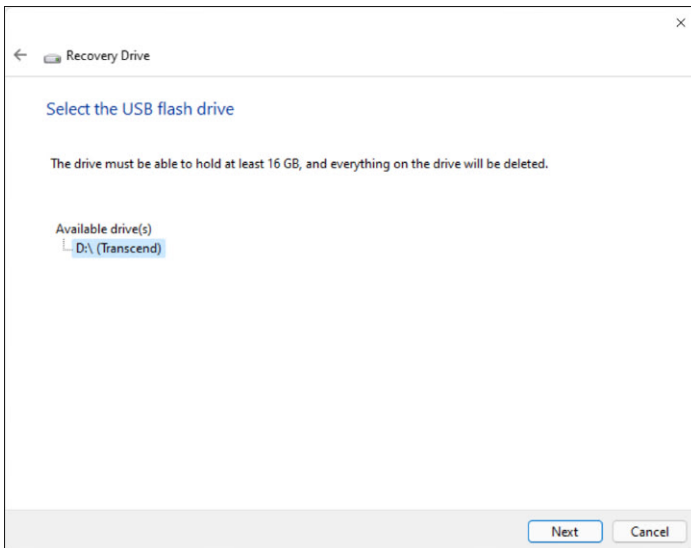 Recovery Drive
Select the USB flash drive
The drive must be able to hold at least 16 GB, and everything on the drive will be deleted.
Available drive(s)
D:\ (Transcend)
Next Cancel